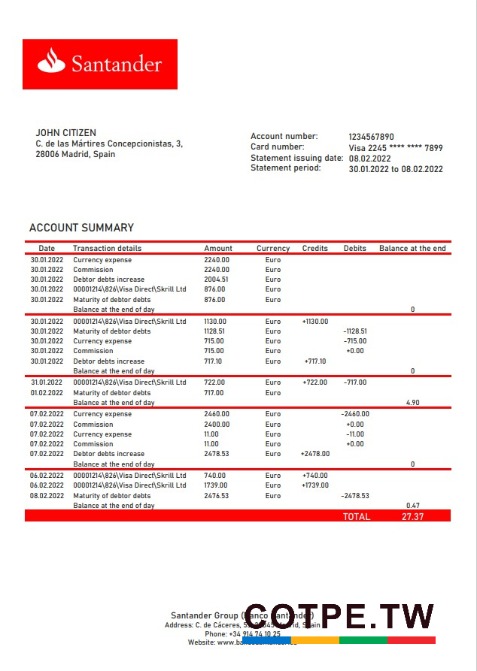 Santander
JOHN CITIZEN
C. de las Mártires Concepcionistas, 3,
28006 Madrid, Spain
Account number: 1234567890
Card number: Visa 2245 **** **** 7899
Statement issuing date: 08.02.2022
Statement period: 30.01.2022 to 08.02.2022
ACCOUNT SUMMARY
Date Transaction details Amount Currency Credits Debits Balance at the end
30.01.2022 Currency expense 2240.00 Euro
30.01.2022 Commission 2240.00 Euro
30.01.2022 Debtor debts increase 2004.51 Euro
30.01.2022 00001214\826\Visa Direct\Skrill Ltd 876.00 Euro
30.01.2022 Maturity of debtor debts 876.00 Euro
Balance at the end of day 0
30.01.2022 00001214\826\Visa Direct\Skrill Ltd 1130.00 Euro +1130.00
30.01.2022 Maturity of debtor debts 1128.51 Euro -1128.51
30.01.2022 Currency expense 715.00 Euro -715.00
30.01.2022 Commission 715.00 Euro +0.00
30.01.2022 Debtor debts increase 717.10 Euro +717.10
Balance at the end of day 0
31.01.2022 00001214\826\Visa Direct\Skrill Ltd 722.00 Euro +722.00 -717.00
01.02.2022 Maturity of debtor debts 717.00 Euro
Balance at the end of day 4.90
07.02.2022 Currency expense 2460.00 Euro -2460.00
07.02.2022 Commission 2400.00 Euro +0.00
07.02.2022 Currency expense 11.00 Euro -11.00
07.02.2022 Commission 11.00 Euro +0.00
07.02.2022 Debtor debts increase 2478.53 Euro +2478.00
Balance at the end of day 0
06.02.2022 00001214\826\Visa Direct\Skrill Ltd 740.00 Euro +740.00
06.02.2022 00001214\826\Visa Direct\Skrill Ltd 1739.00 Euro +1739.00
08.02.2022 Maturity of debtor debts 2476.53 Euro -2478.53
Balance at the end of day 0.47
TOTAL 27.37
Santander Group
COTPE.TW
Address: C. de Cáceres, Spain
Phone: +34 914 74 10 25
Website: